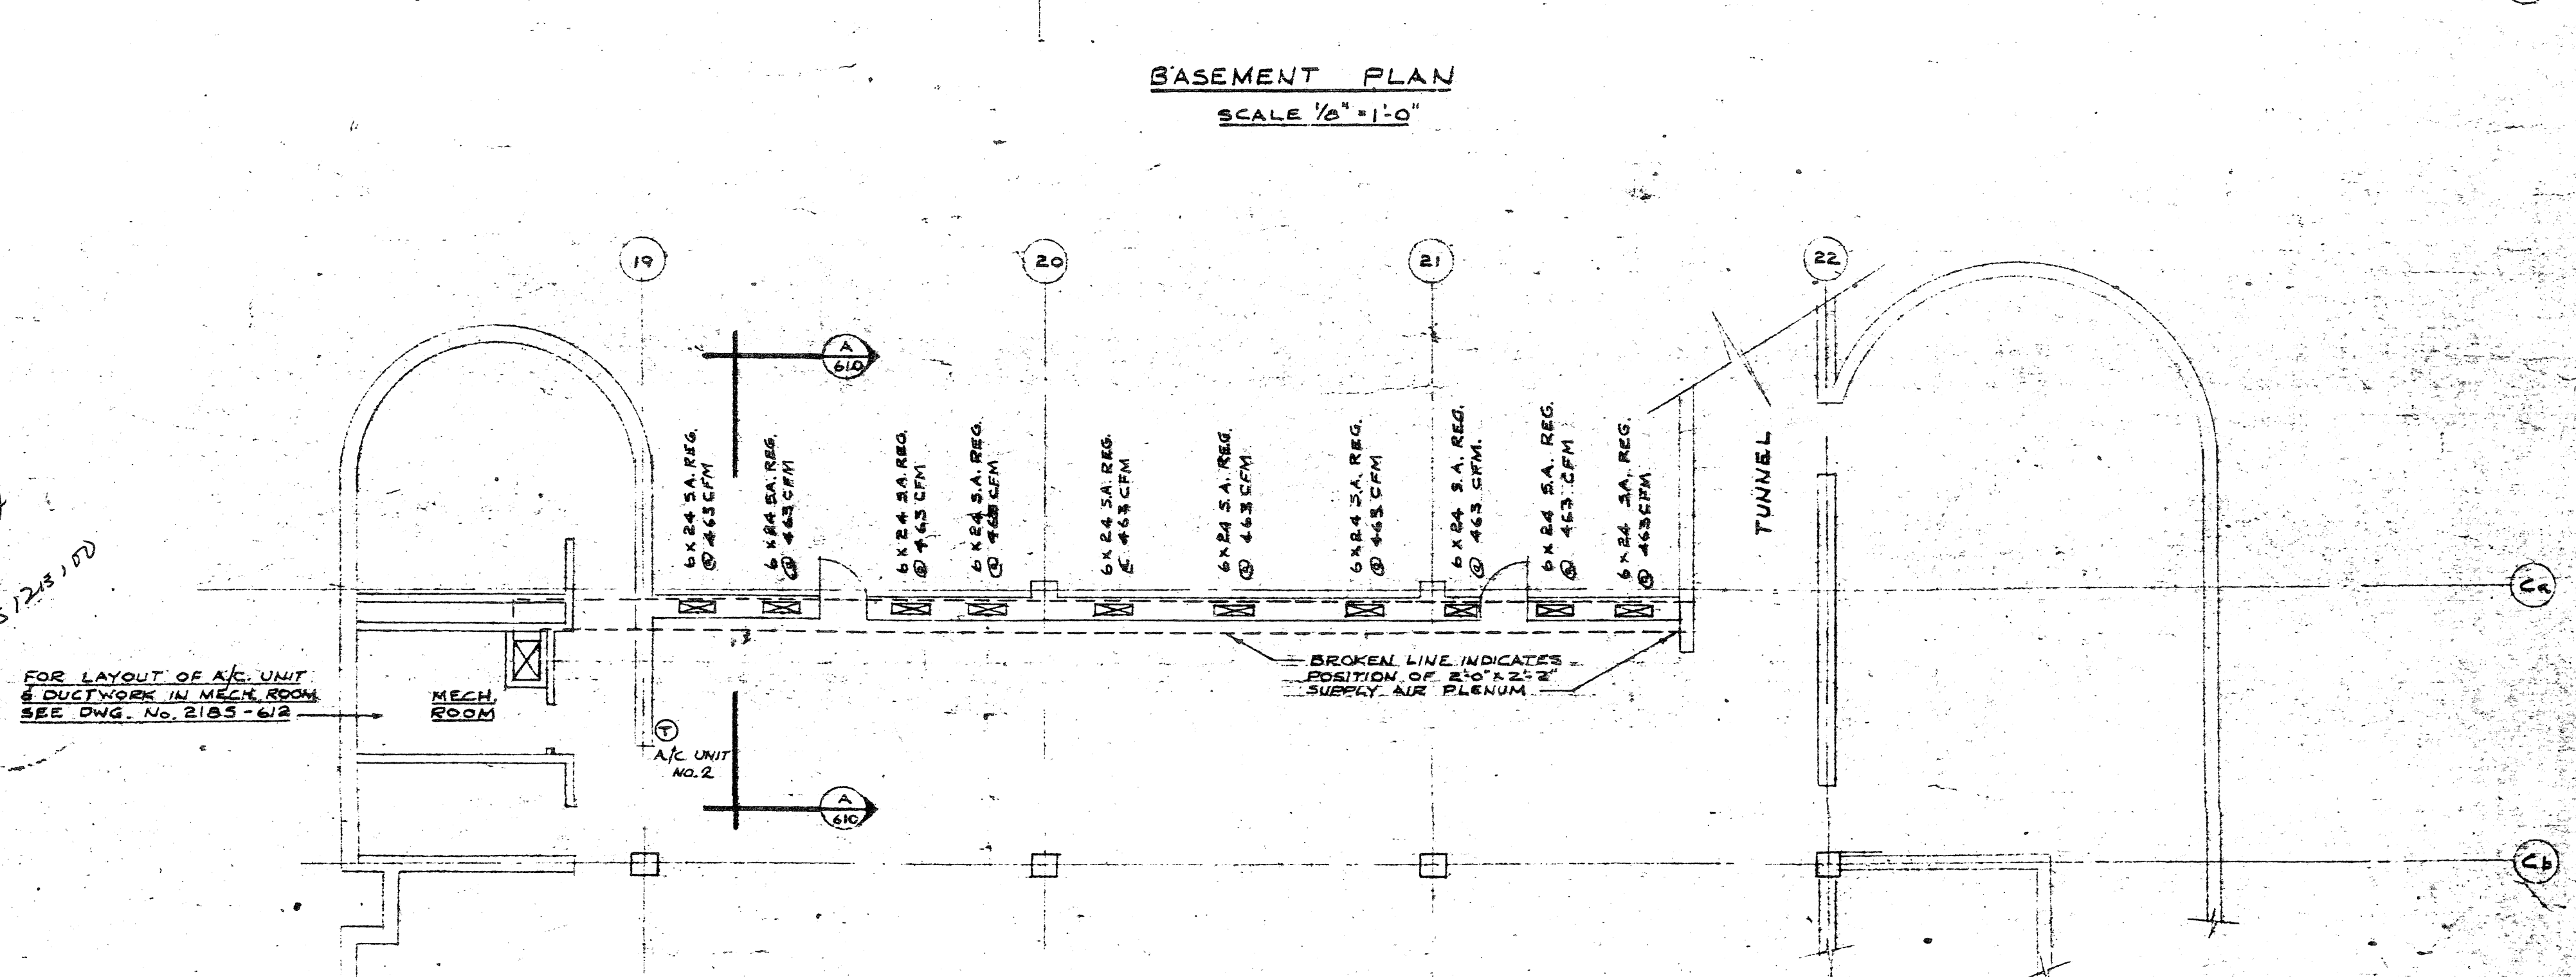 BASEMENT PLAN
SCALE 1/8" = 1'-0"
19
20
21
22
A
610
6 x 24 S.A. REG.
@ 463 CFM
6 x 24 S.A. REG.
@ 463 CFM
6 x 24 S.A. REG.
@ 463 CFM
6 x 24 S.A. REG.
@ 463 CFM
6 x 24 S.A. REG.
@ 463 CFM
6 x 24 S.A. REG.
@ 463 CFM
6 x 24 S.A. REG.
@ 463 CFM
6 x 24 S.A. REG.
@ 463 CFM.
6 x 24 S.A. REG.
@ 463 CFM
6 x 24 S.A. REG.
@ 463 CFM
TUNNEL
Ca
BROKEN LINE INDICATES
POSITION OF 2'-0" x 2'-2"
SUPPLY AIR PLENUM
FOR LAYOUT OF A/C. UNIT
& DUCTWORK IN MECH. ROOM
SEE DWG. No. 2185-612
MECH.
ROOM
T
A/C UNIT
NO. 2
A
610
Cb